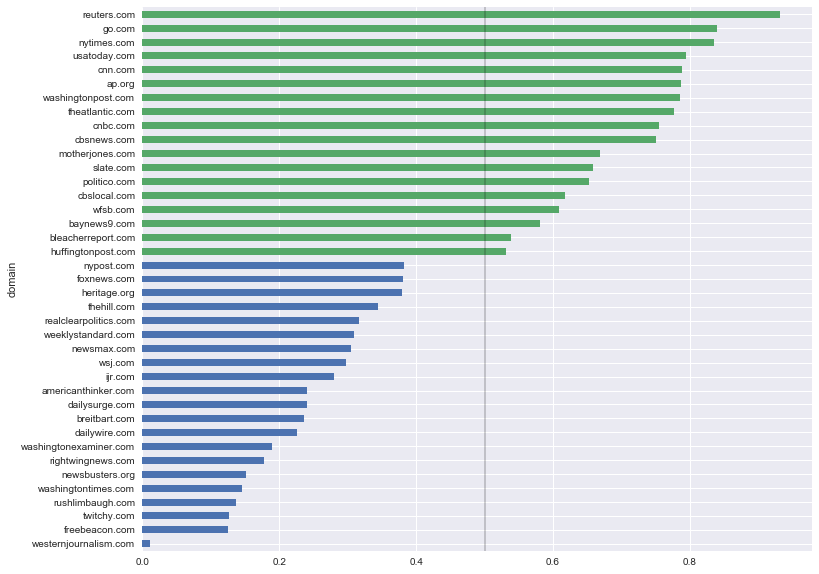 reuters.com
go.com
nytimes.com
usatoday.com
cnn.com
ap.org
washingtonpost.com
theatlantic.com
cnbc.com
cbsnews.com
motherjones.com
slate.com
politico.com
cbslocal.com
wfsb.com
baynews9.com
bleacherreport.com
huffingtonpost.com
nypost.com
foxnews.com
heritage.org
thehill.com
realclearpolitics.com
weeklystandard.com
newsmax.com
wsj.com
ijr.com
americanthinker.com
dailysurge.com
breitbart.com
dailywire.com
washingtonexaminer.com
rightwingnews.com
newsbusters.org
washingtontimes.com
rushlimbaugh.com
twitchy.com
freebeacon.com
westernjournalism.com
domain
0.0 0.2 0.4 0.6 0.8